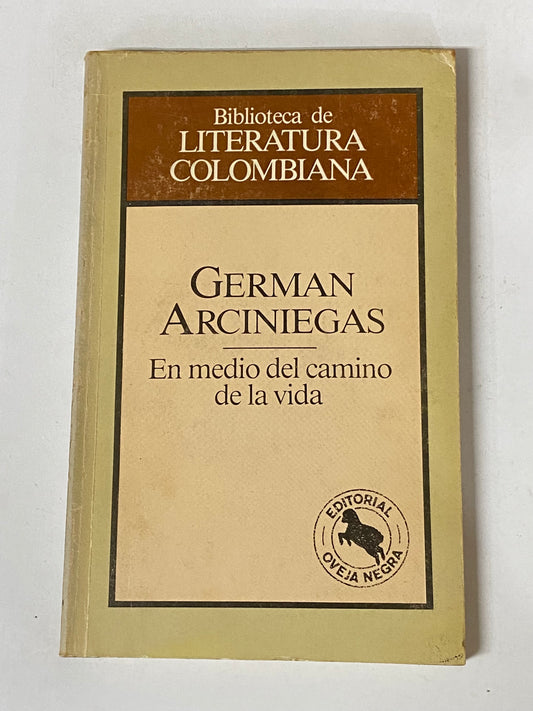 Biblioteca de
LITERATURA
COLOMBIANA
GERMAN
ARCINIEGAS
En medio del camino
de la vida
EDITORIAL
OVEJA NEGRA